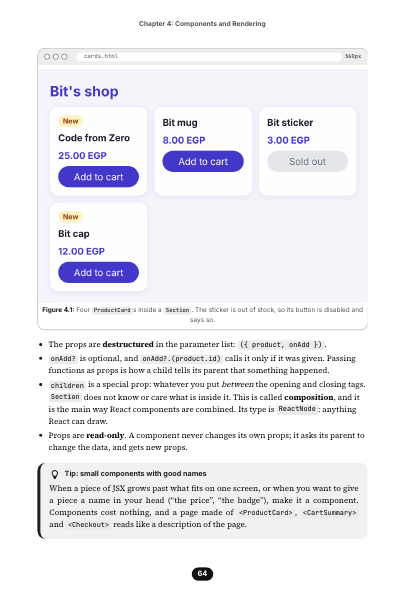 Chapter 4: Components and Rendering
cards.html
560px
Bit's shop
New
Code from Zero
25.00 EGP
Add to cart
Bit mug
8.00 EGP
Add to cart
Bit sticker
3.00 EGP
Sold out
New
Bit cap
12.00 EGP
Add to cart
Figure 4.1: Four ProductCards inside a Section. The sticker is out of stock, so its button is disabled and
says so.
• The props are destructured in the parameter list: ({ product, onAdd }).
• onAdd? is optional, and onAdd?.(product.id) calls it only if it was given. Passing
functions as props is how a child tells its parent that something happened.
• children is a special prop: whatever you put between the opening and closing tags.
Section does not know or care what is inside it. This is called composition, and it
is the main way React components are combined. Its type is ReactNode: anything
React can draw.
• Props are read-only. A component never changes its own props; it asks its parent to
change the data, and gets new props.
Tip: small components with good names
When a piece of JSX grows past what fits on one screen, or when you want to give
a piece a name in your head (“the price”, “the badge”), make it a component.
Components cost nothing, and a page made of <ProductCard>, <CartSummary>
and <Checkout> reads like a description of the page.
64